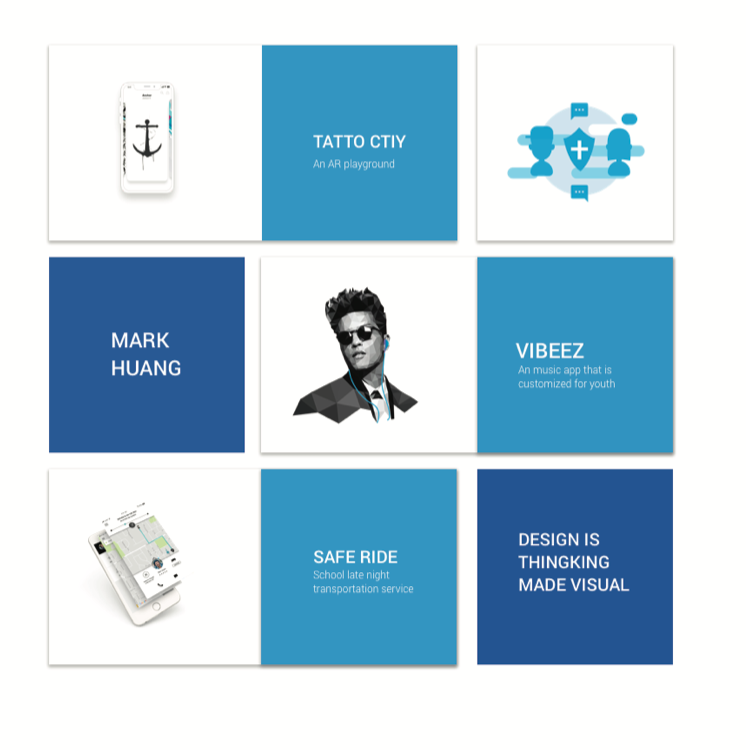 TATTO CTIY
An AR playground
MARK
HUANG
VIBEEZ
An music app that is
customized for youth
SAFE RIDE
School late night
transportation service
DESIGN IS
THINGKING
MADE VISUAL